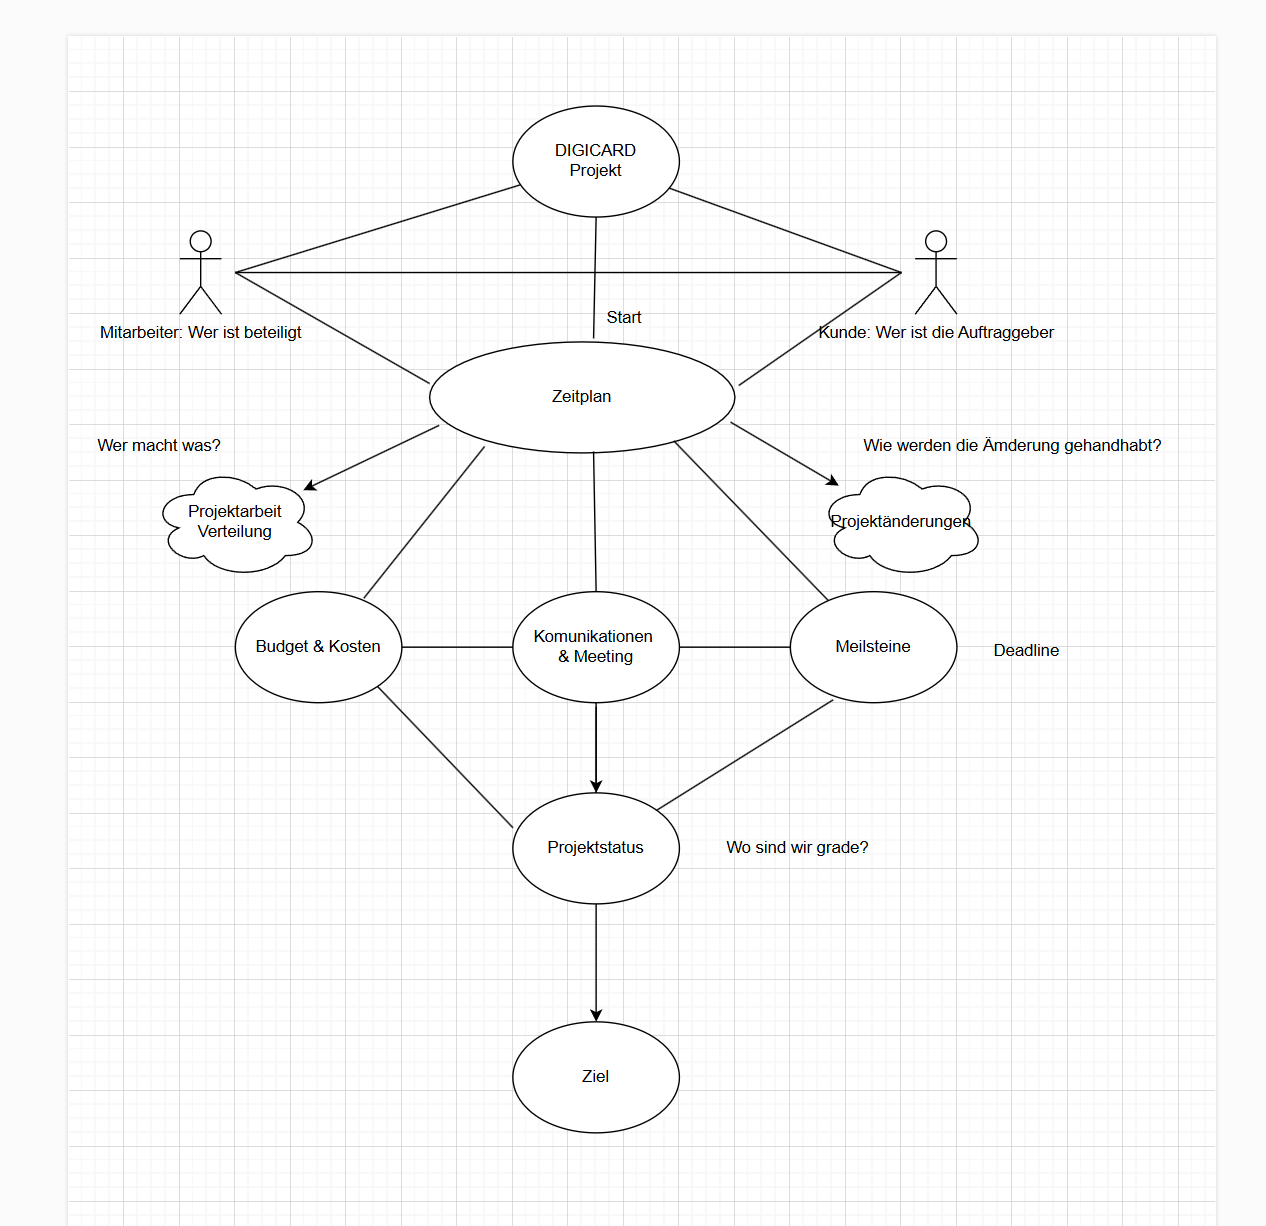 DIGICARD
Projekt
Start
Mitarbeiter: Wer ist beteiligt
Kunde: Wer ist die Auftraggeber
Zeitplan
Wer macht was?
Wie werden die Ämderung gehandhabt?
Projektarbeit
Verteilung
Projektänderungen
Budget & Kosten
Komunikationen
& Meeting
Meilsteine
Deadline
Projektstatus
Wo sind wir grade?
Ziel